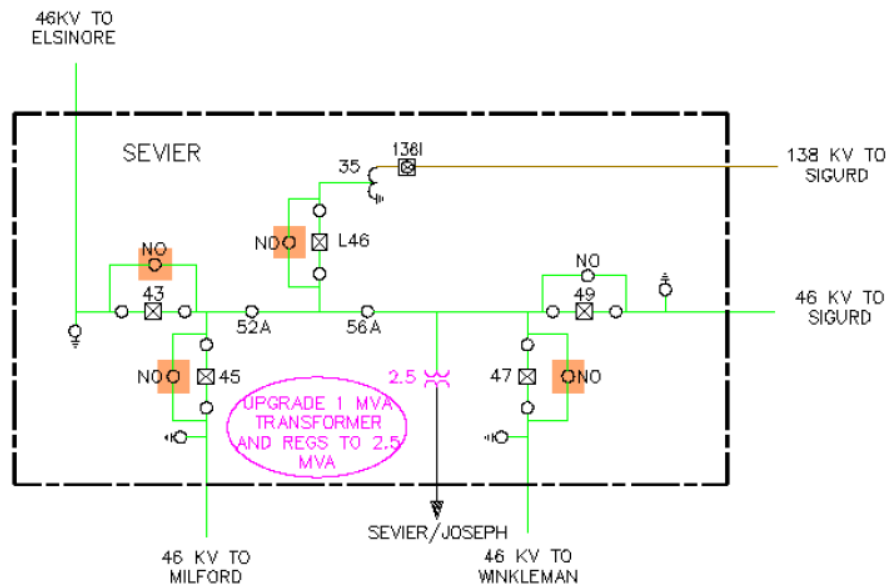 46KV TO
ELSINORE
SEVIER
35
138I
138 KV TO
SIGURD
NO
L46
NO
43
NO
49
46 KV TO
SIGURD
52A
56A
NO
45
2.5
47
NO
UPGRADE 1 MVA
TRANSFORMER
AND REGS TO 2.5
MVA
SEVIER/JOSEPH
46 KV TO
MILFORD
46 KV TO
WINKLEMAN